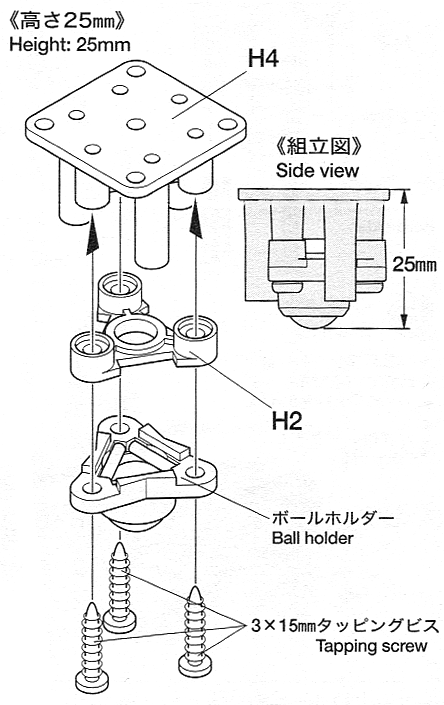 《高さ25㎜》
Height: 25mm
H4
《組立図》
Side view
25㎜
H2
ボールホルダー
Ball holder
3×15㎜タッピングビス
Tapping screw